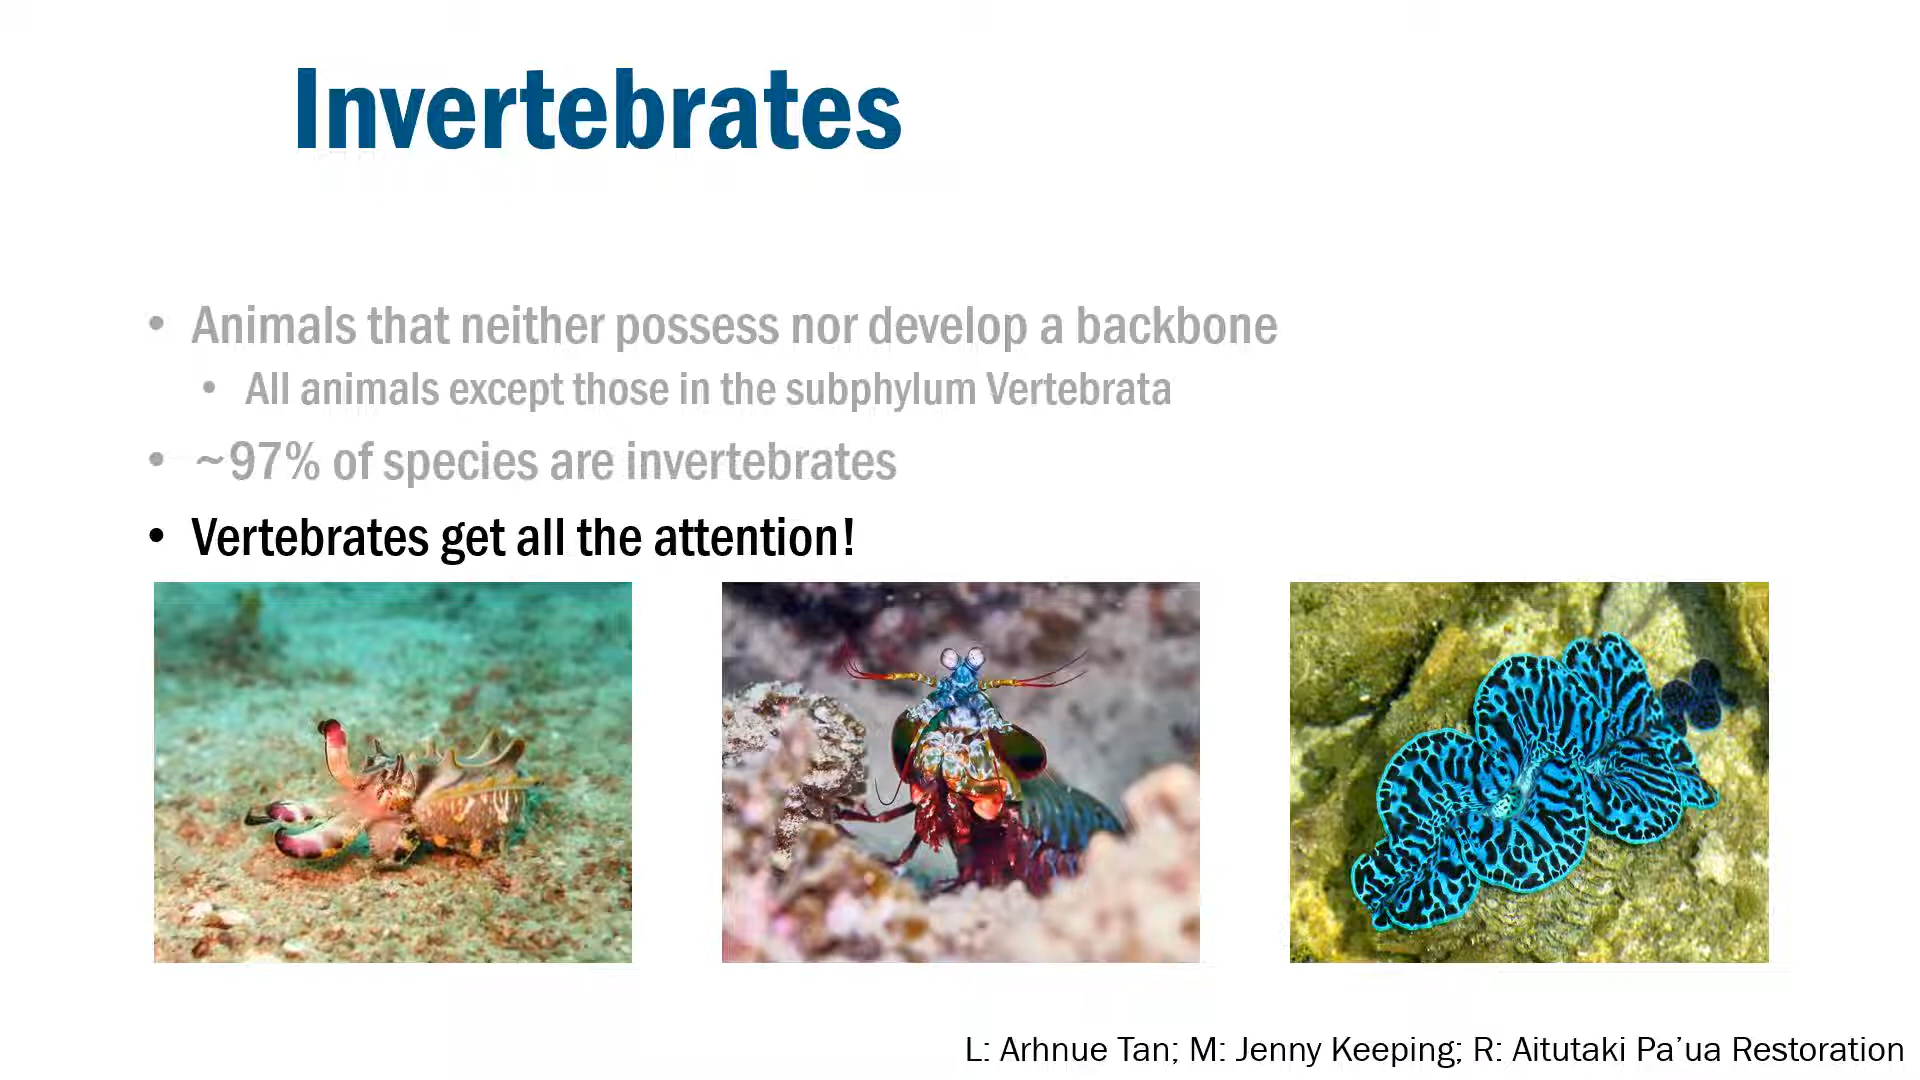 Invertebrates
• Animals that neither possess nor develop a backbone
• All animals except those in the subphylum Vertebrata
• ~97% of species are invertebrates
• Vertebrates get all the attention!
L: Arhnue Tan; M: Jenny Keeping; R: Aitutaki Pa’ua Restoration